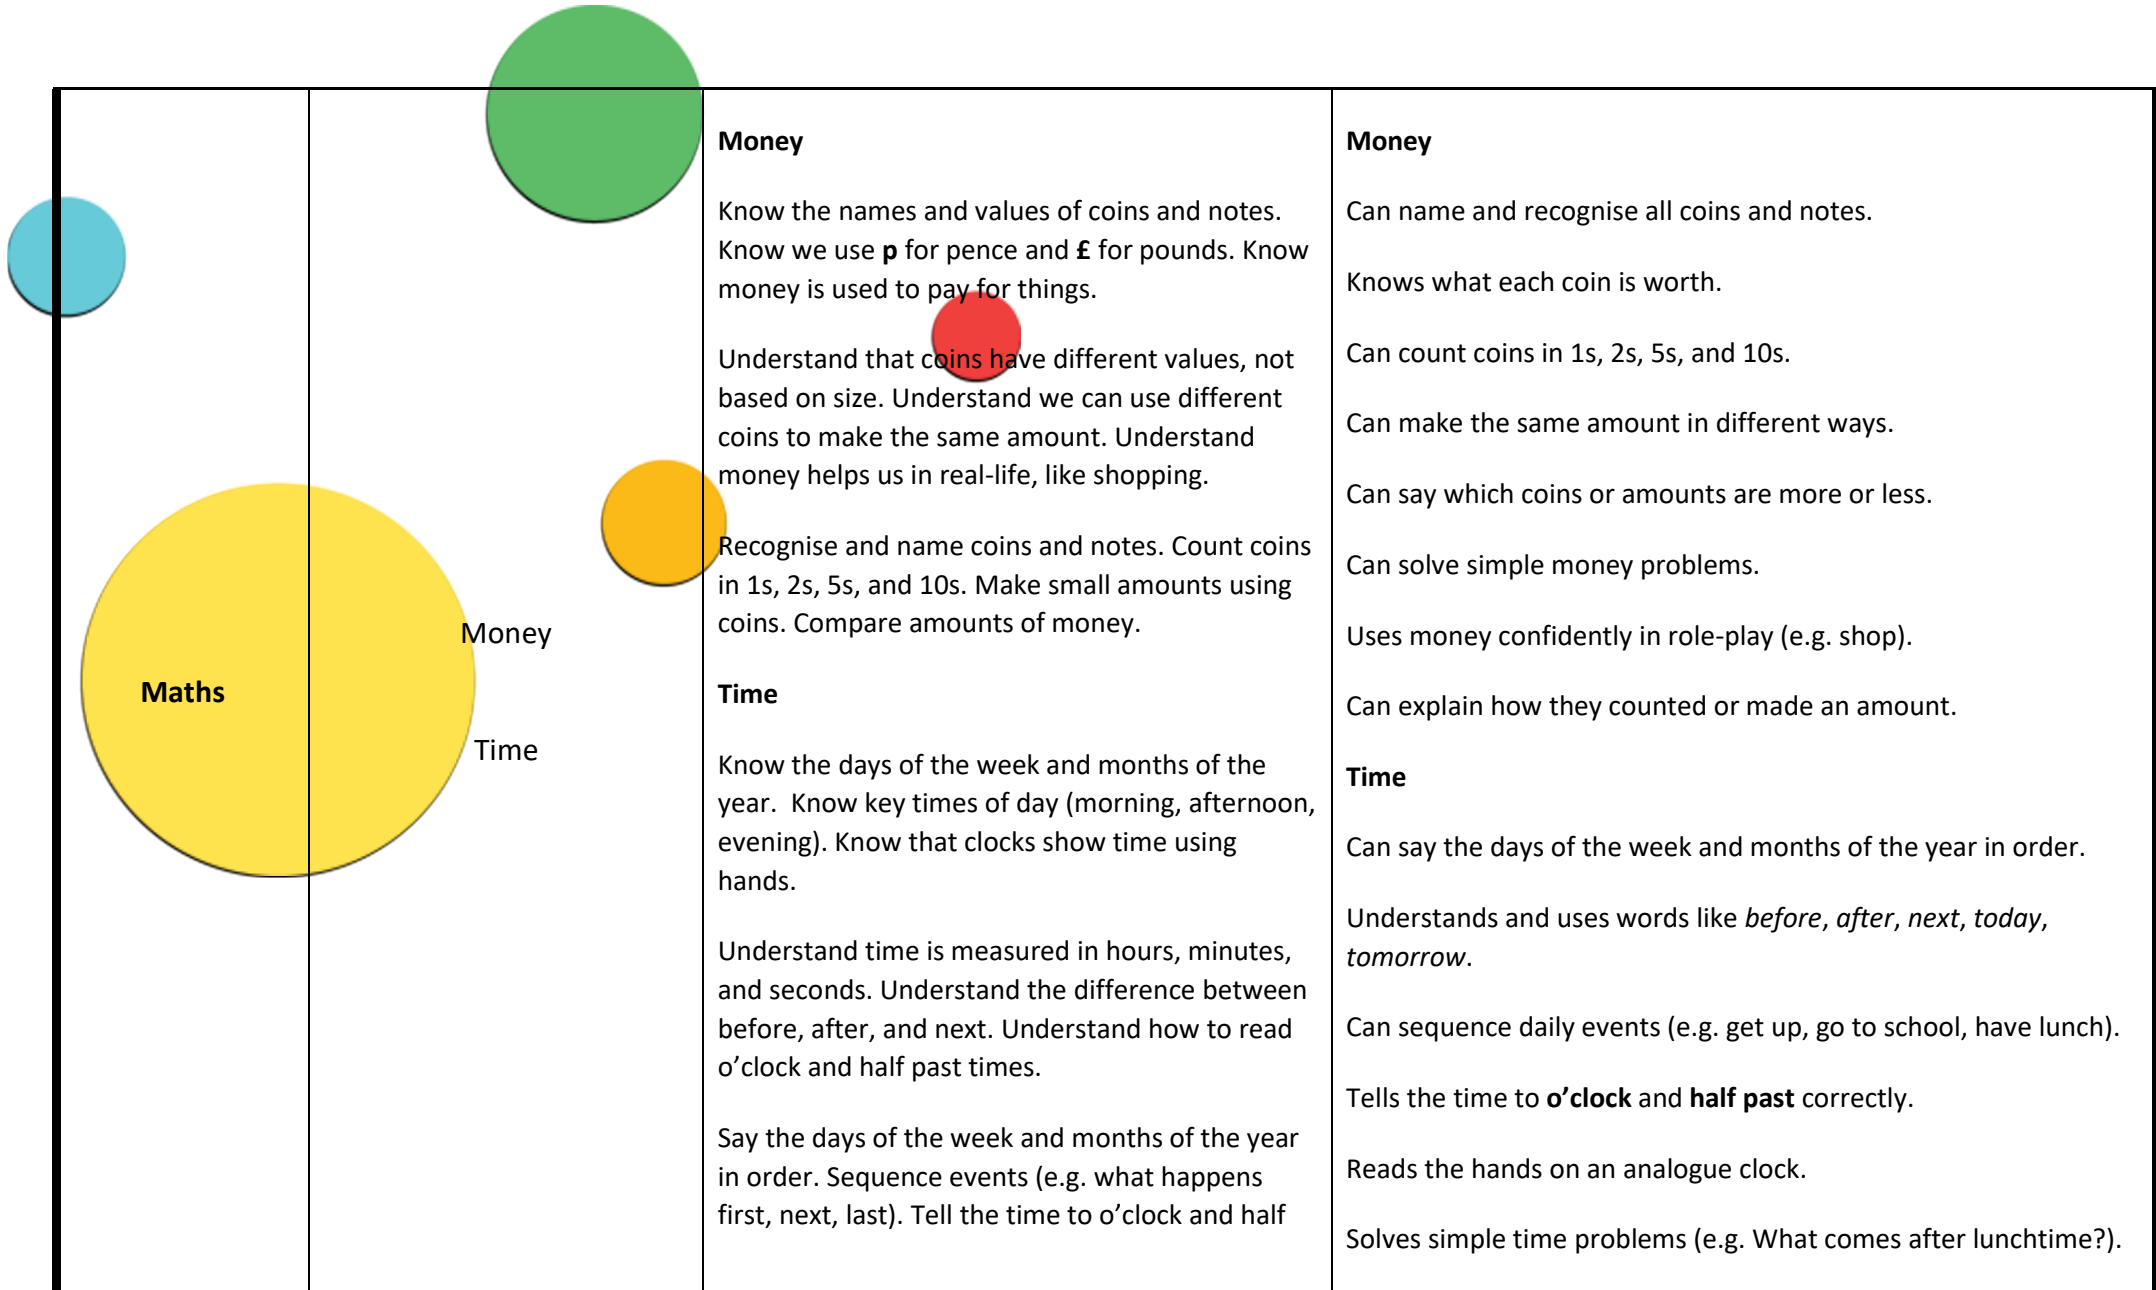 Maths
Money
Time
Money
Know the names and values of coins and notes.
Know we use p for pence and £ for pounds. Know
money is used to pay for things.
Understand that coins have different values, not
based on size. Understand we can use different
coins to make the same amount. Understand
money helps us in real-life, like shopping.
Recognise and name coins and notes. Count coins
in 1s, 2s, 5s, and 10s. Make small amounts using
coins. Compare amounts of money.
Time
Know the days of the week and months of the
year.  Know key times of day (morning, afternoon,
evening). Know that clocks show time using
hands.
Understand time is measured in hours, minutes,
and seconds. Understand the difference between
before, after, and next. Understand how to read
o’clock and half past times.
Say the days of the week and months of the year
in order. Sequence events (e.g. what happens
first, next, last). Tell the time to o’clock and half
Money
Can name and recognise all coins and notes.
Knows what each coin is worth.
Can count coins in 1s, 2s, 5s, and 10s.
Can make the same amount in different ways.
Can say which coins or amounts are more or less.
Can solve simple money problems.
Uses money confidently in role-play (e.g. shop).
Can explain how they counted or made an amount.
Time
Can say the days of the week and months of the year in order.
Understands and uses words like before, after, next, today,
tomorrow.
Can sequence daily events (e.g. get up, go to school, have lunch).
Tells the time to o’clock and half past correctly.
Reads the hands on an analogue clock.
Solves simple time problems (e.g. What comes after lunchtime?).